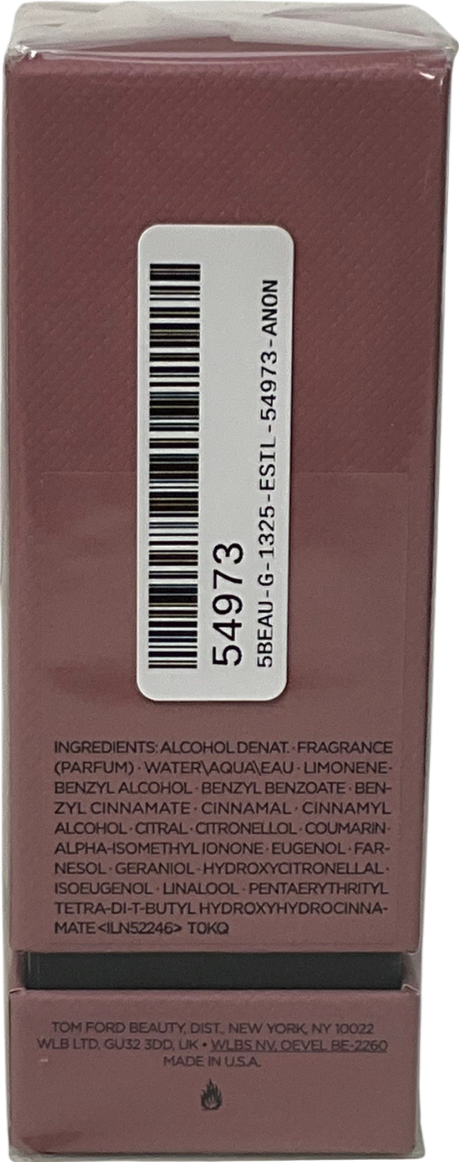 54973
5BEAU-G-1325-ESIL-54973-ANON
INGREDIENTS: ALCOHOL DENAT. · FRAGRANCE
(PARFUM) · WATER\AQUA\EAU · LIMONENE ·
BENZYL ALCOHOL · BENZYL BENZOATE · BEN-
ZYL CINNAMATE · CINNAMAL · CINNAMYL
ALCOHOL · CITRAL · CITRONELLOL · COUMARIN ·
ALPHA-ISOMETHYL IONONE · EUGENOL · FAR-
NESOL · GERANIOL · HYDROXYCITRONELLAL ·
ISOEUGENOL · LINALOOL · PENTAERYTHRITYL
TETRA-DI-T-BUTYL HYDROXYHYDROCINNA-
MATE <ILN52246> T0KQ
TOM FORD BEAUTY, DIST., NEW YORK, NY 10022
WLB LTD, GU32 3DD, UK • WLBS NV, OEVEL BE-2260
MADE IN U.S.A.